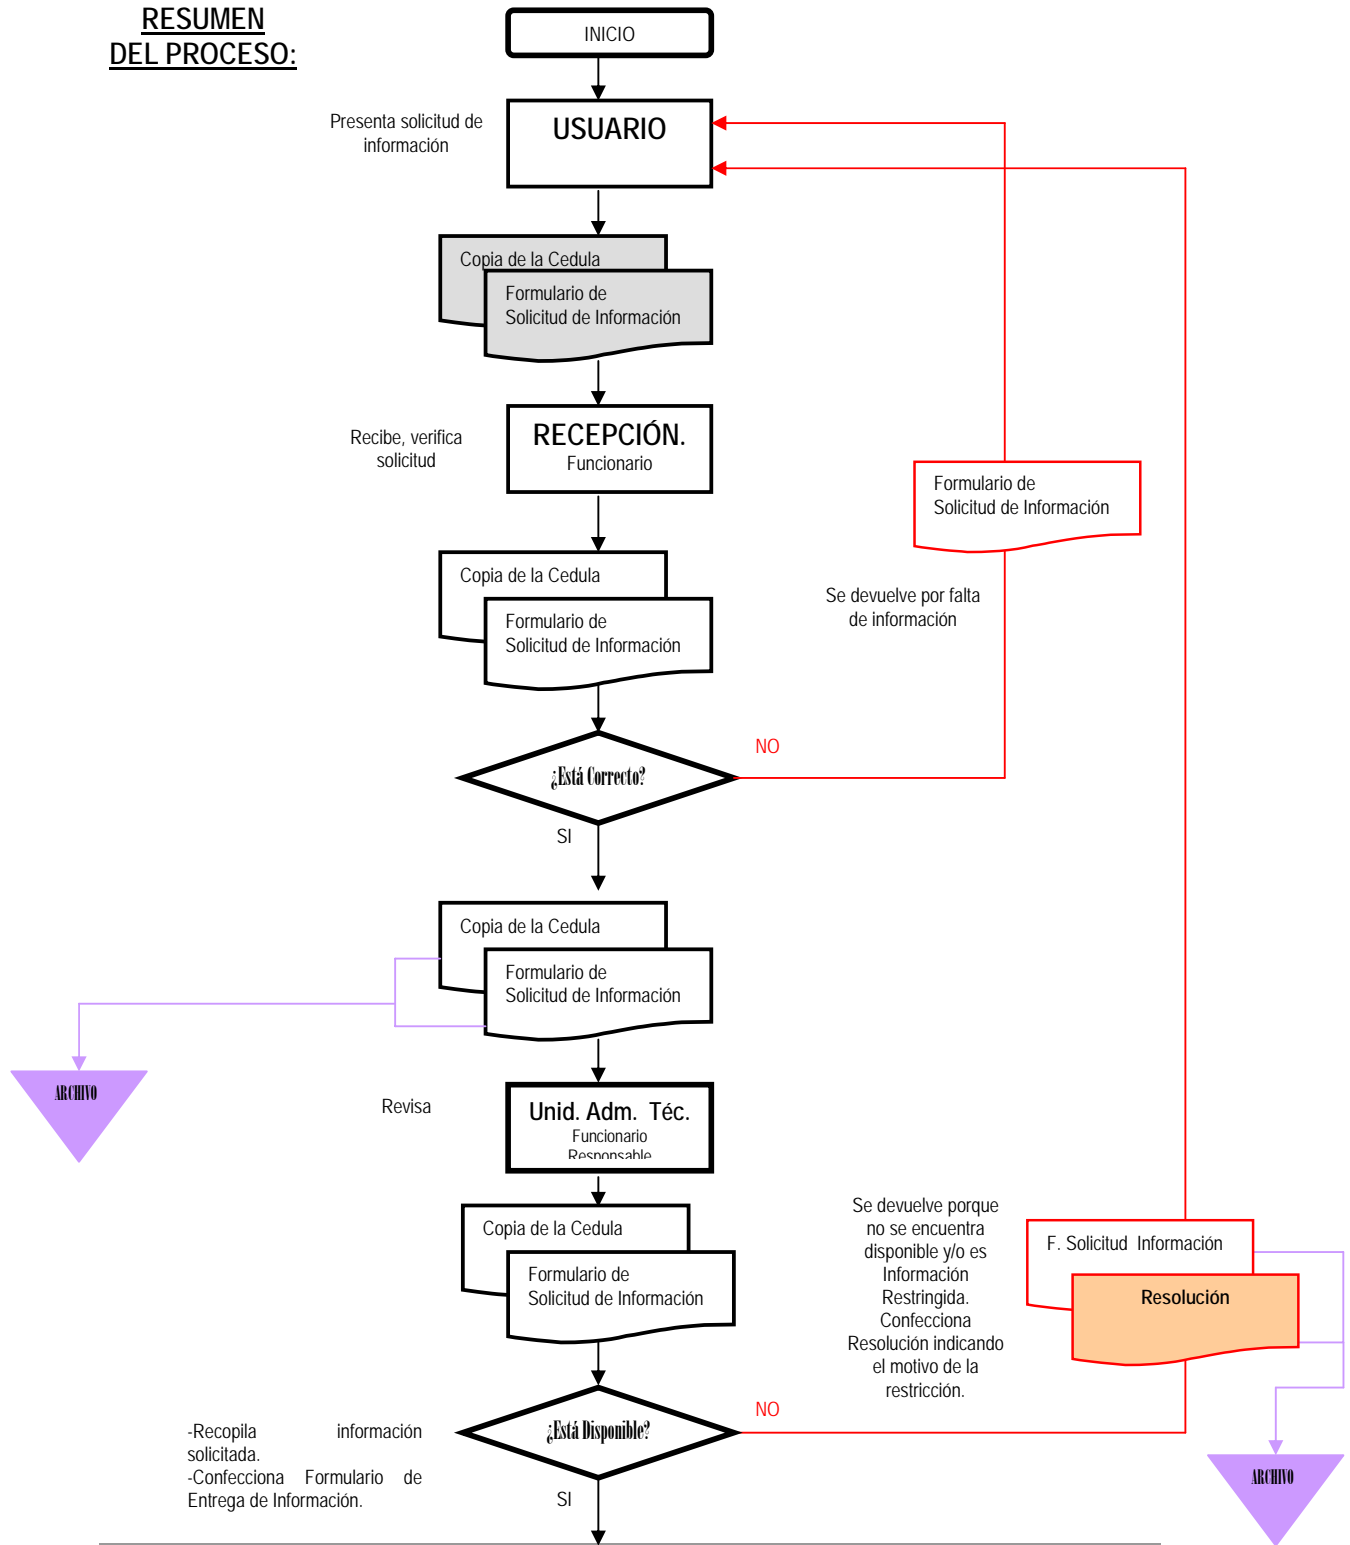 RESUMEN
DEL PROCESO:
INICIO
Presenta solicitud de
información
USUARIO
Copia de la Cedula
Formulario de
Solicitud de Información
Recibe, verifica
solicitud
RECEPCIÓN.
Funcionario
Formulario de
Solicitud de Información
Copia de la Cedula
Formulario de
Solicitud de Información
Se devuelve por falta
de información
¿Está Correcto?
NO
SI
Copia de la Cedula
Formulario de
Solicitud de Información
ARCHIVO
Revisa
Unid. Adm. Téc.
Funcionario
Responsable
Copia de la Cedula
Formulario de
Solicitud de Información
Se devuelve porque
no se encuentra
disponible y/o es
Información
Restringida.
Confecciona
Resolución indicando
el motivo de la
restricción.
F. Solicitud Información
Resolución
¿Está Disponible?
NO
-Recopila información
solicitada.
-Confecciona Formulario de
Entrega de Información.
SI
ARCHIVO